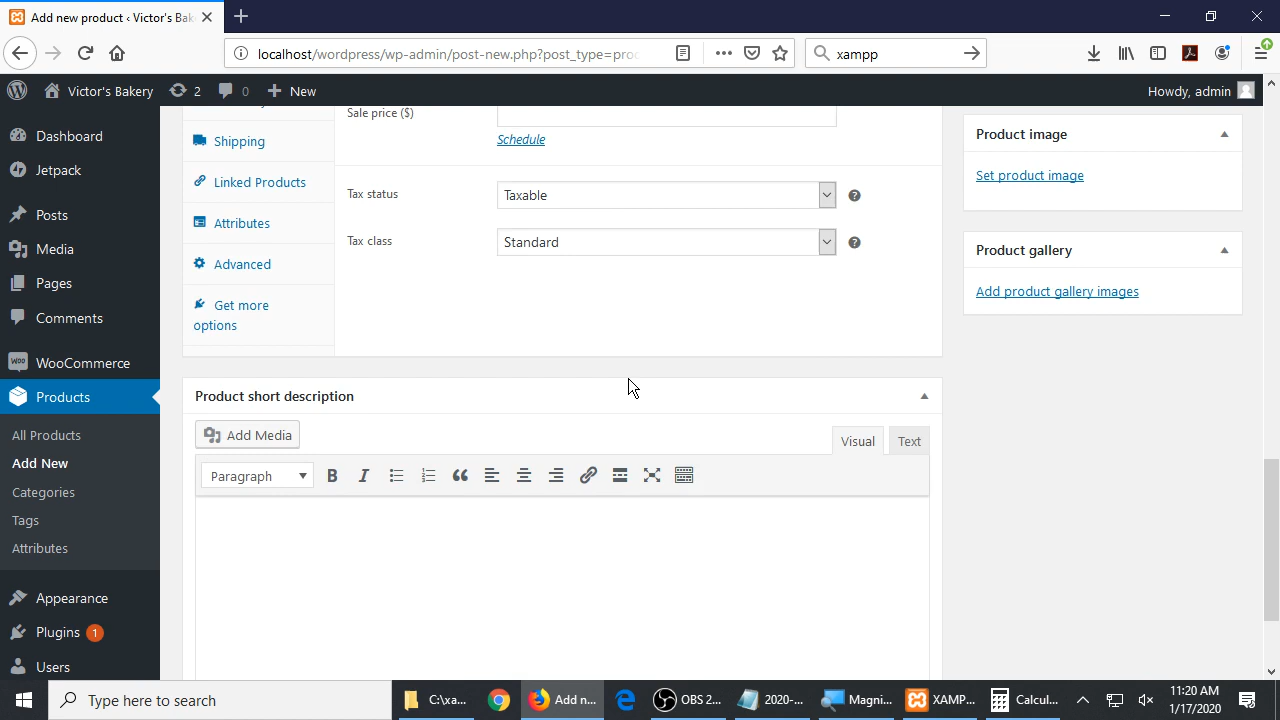 Add new product ‹ Victor's Bak
localhost/wordpress/wp-admin/post-new.php?post_type=pro
xampp
Victor's Bakery
2
0
New
Howdy, admin
Dashboard
Jetpack
Posts
Media
Pages
Comments
WooCommerce
Products
All Products
Add New
Categories
Tags
Attributes
Appearance
Plugins 1
Users
Shipping
Linked Products
Attributes
Advanced
Get more
options
Sale price ($)
Schedule
Tax status
Taxable
Tax class
Standard
Product short description
Add Media
Visual
Text
Paragraph
Product image
Set product image
Product gallery
Add product gallery images
Type here to search
C:\xa...
Add n...
OBS 2...
2020-...
Magni...
XAMP...
Calcul...
11:20 AM
1/17/2020